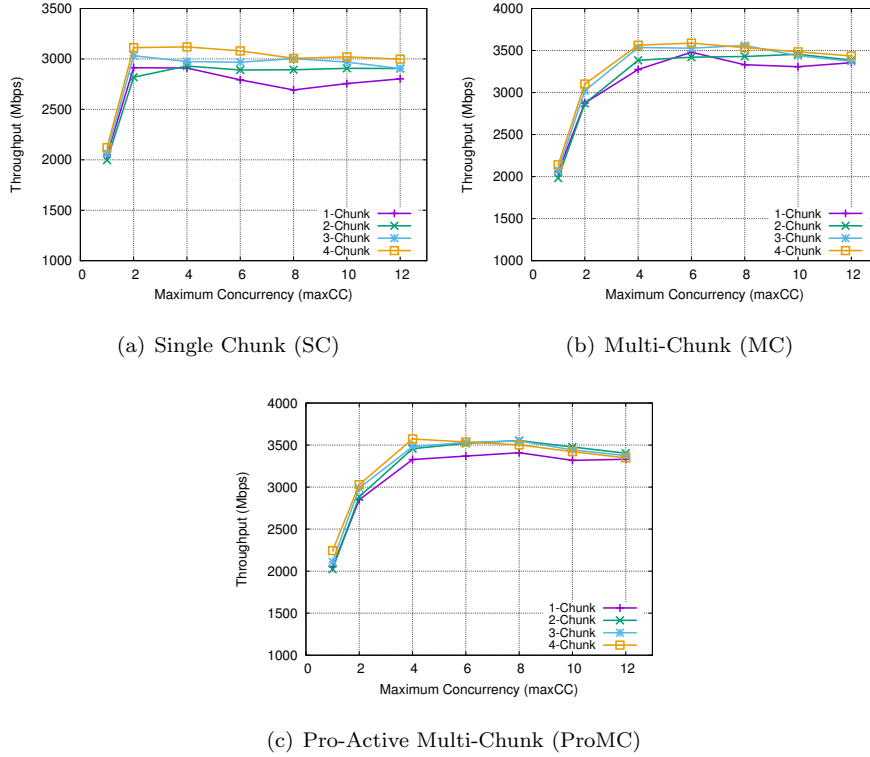 3500
3000
2500
2000
1500
1000
0 2 4 6 8 10 12
Throughput (Mbps)
Maximum Concurrency (maxCC)
1-Chunk
2-Chunk
3-Chunk
4-Chunk
(a) Single Chunk (SC)
4000
3500
3000
2500
2000
1500
1000
0 2 4 6 8 10 12
Throughput (Mbps)
Maximum Concurrency (maxCC)
1-Chunk
2-Chunk
3-Chunk
4-Chunk
(b) Multi-Chunk (MC)
4000
3500
3000
2500
2000
1500
1000
0 2 4 6 8 10 12
Throughput (Mbps)
Maximum Concurrency (maxCC)
1-Chunk
2-Chunk
3-Chunk
4-Chunk
(c) Pro-Active Multi-Chunk (ProMC)